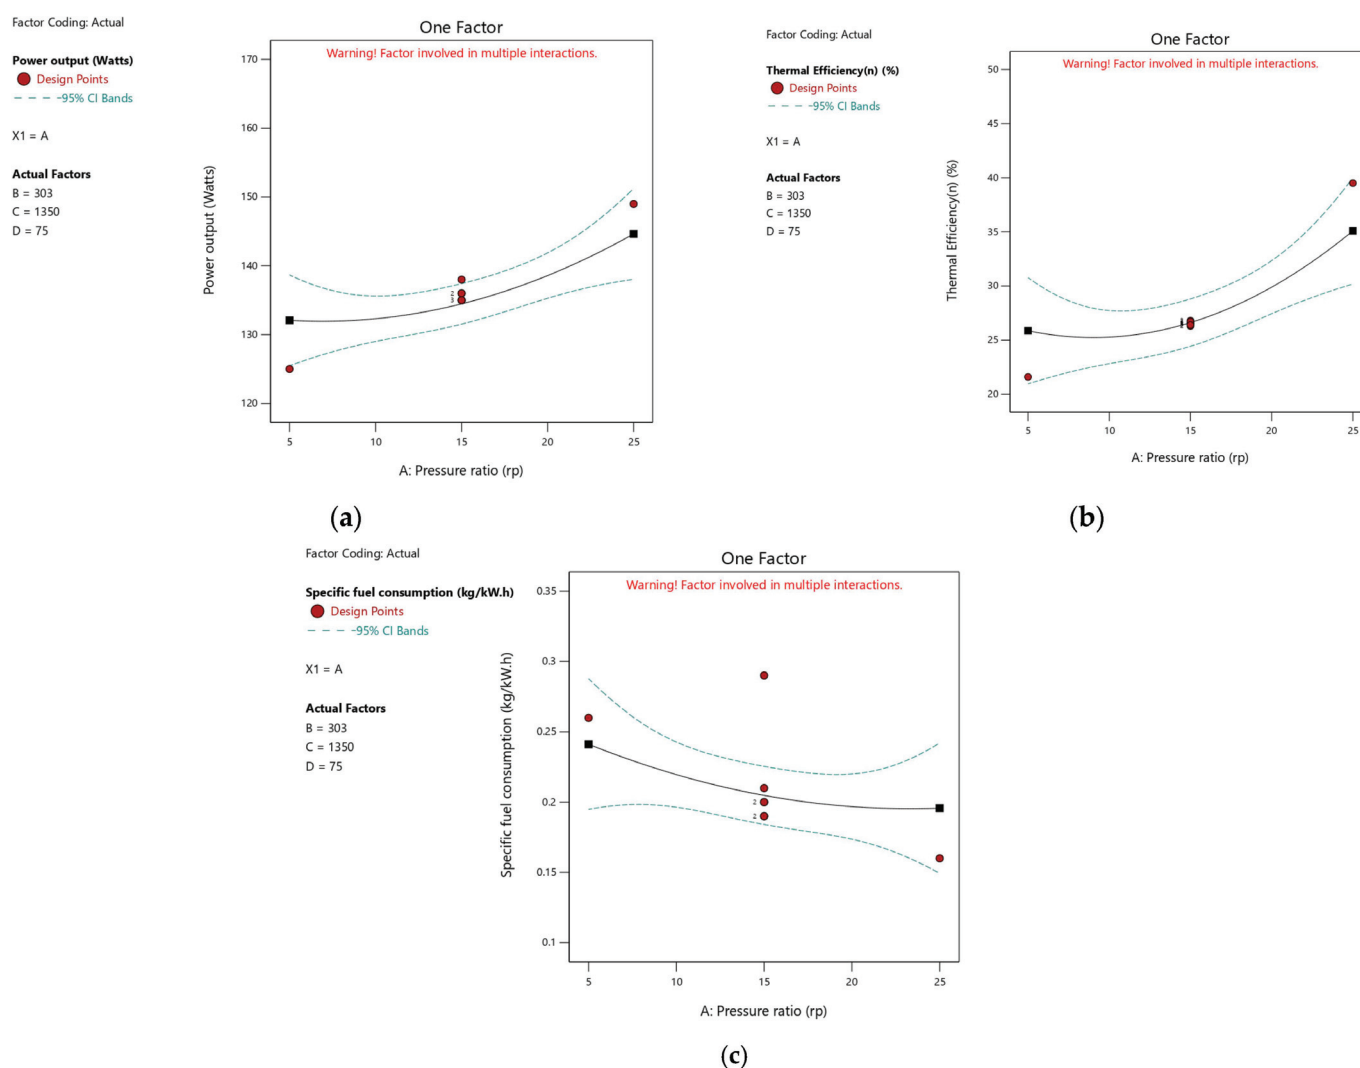 Factor Coding: Actual
Power output (Watts)
Design Points
95% CI Bands
X1 = A
Actual Factors
B = 303
C = 1350
D = 75
One Factor
Warning! Factor involved in multiple interactions.
Power output (Watts)
170
160
150
140
130
120
2
3
5
10
15
20
25
A: Pressure ratio (rp)
(a)
Factor Coding: Actual
Thermal Efficiency(n) (%)
Design Points
95% CI Bands
X1 = A
Actual Factors
B = 303
C = 1350
D = 75
One Factor
Warning! Factor involved in multiple interactions.
Thermal Efficiency(n) (%)
50
45
40
35
30
25
20
5
10
15
20
25
A: Pressure ratio (rp)
(b)
Factor Coding: Actual
Specific fuel consumption (kg/kW.h)
Design Points
95% CI Bands
X1 = A
Actual Factors
B = 303
C = 1350
D = 75
One Factor
Warning! Factor involved in multiple interactions.
Specific fuel consumption (kg/kW.h)
0.35
0.3
0.25
0.2
0.15
0.1
2
2
5
10
15
20
25
A: Pressure ratio (rp)
(c)